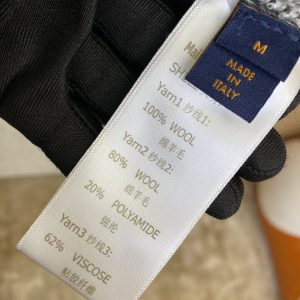 M
MADE
IN
ITALY
Yarn1 纱线1:
100% WOOL
绵羊毛
Yarn2 纱线2:
80% WOOL
绵羊毛
20% POLYAMIDE
锦纶
Yarn3 纱线3:
62% VISCOSE
粘胶纤维